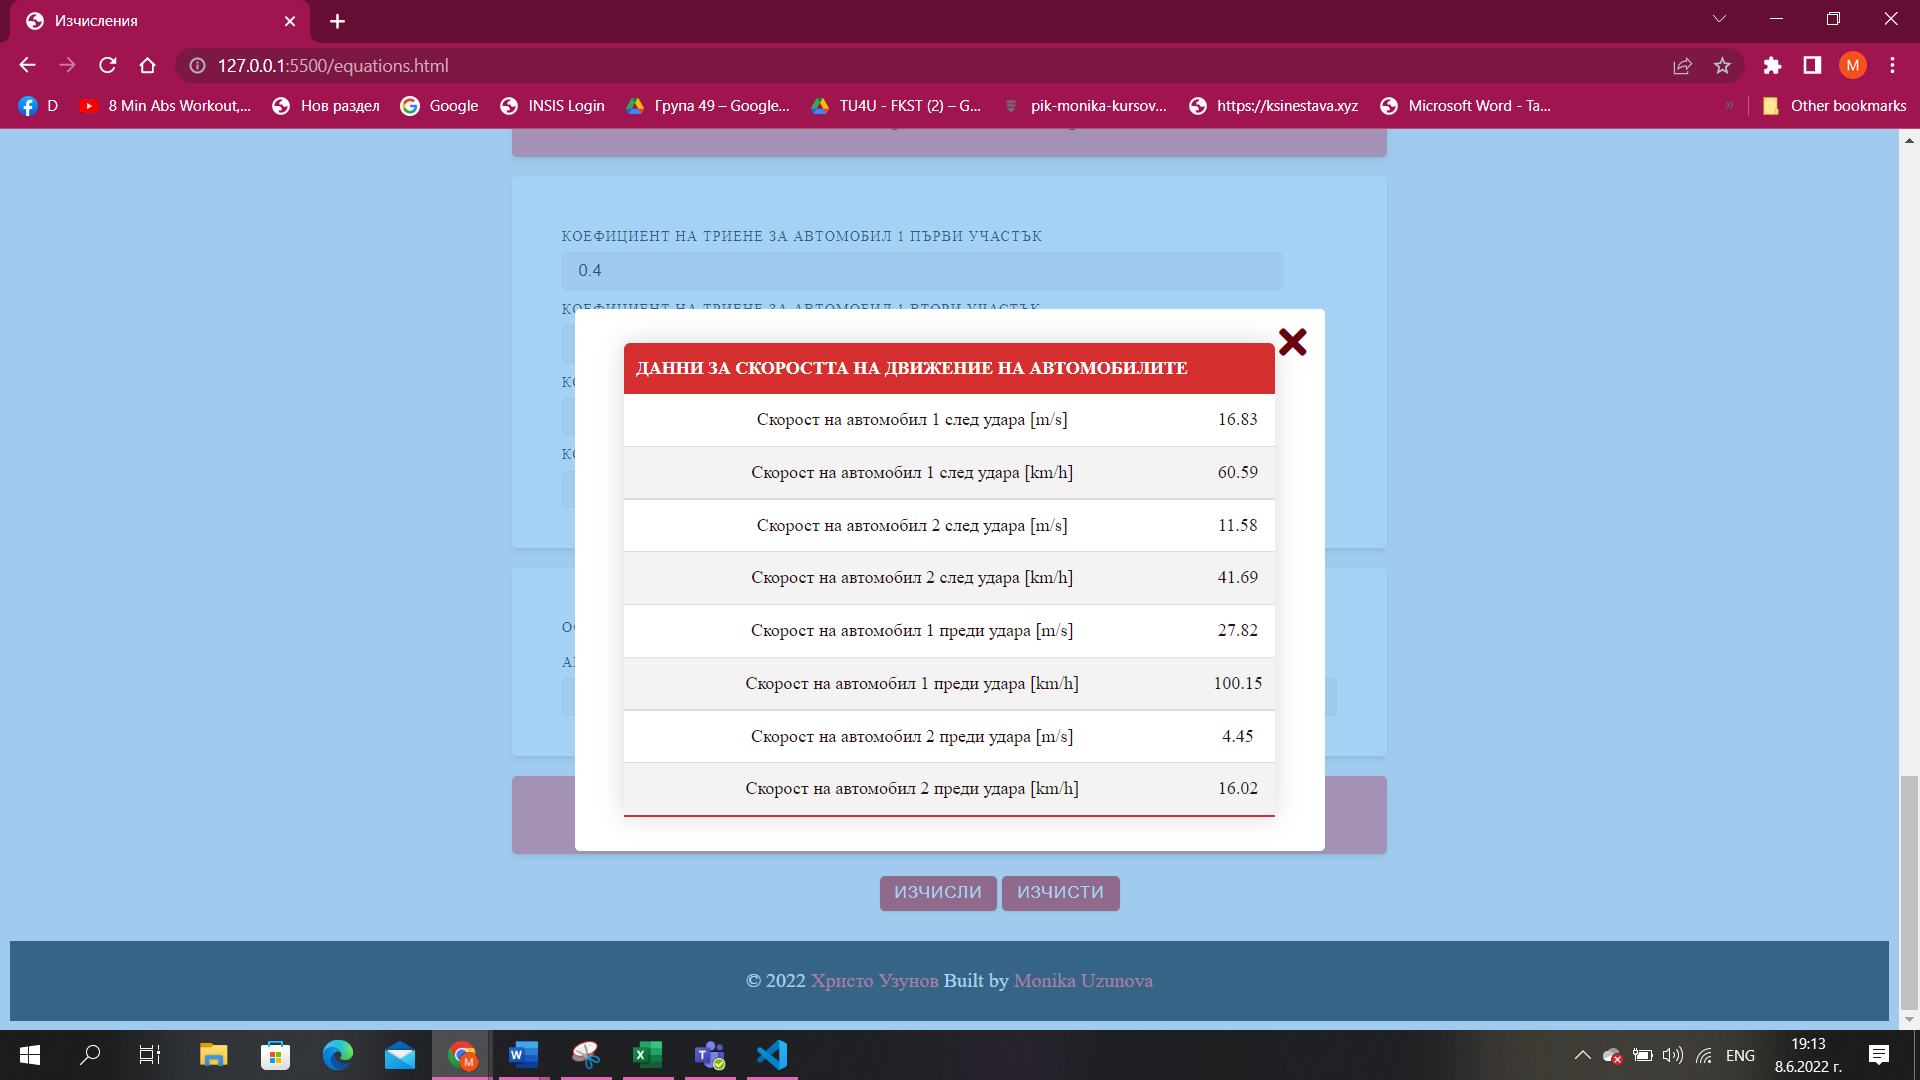 Изчисления
127.0.0.1:5500/equations.html
M
D
8 Min Abs Workout,...
Нов раздел
Google
INSIS Login
Група 49 – Google...
TU4U - FKST (2) – G...
pik-monika-kursov...
https://ksinestava.xyz
Microsoft Word - Ta...
»
Other bookmarks
КОЕФИЦИЕНТ НА ТРИЕНЕ ЗА АВТОМОБИЛ 1 ПЪРВИ УЧАСТЪК
0.4
КОЕФИЦИЕНТ НА ТРИЕНЕ ЗА АВТОМОБИЛ 1 ВТОРИ УЧАСТЪК
ДАННИ ЗА СКОРОСТТА НА ДВИЖЕНИЕ НА АВТОМОБИЛИТЕ
Скорост на автомобил 1 след удара [m/s] 16.83
Скорост на автомобил 1 след удара [km/h] 60.59
Скорост на автомобил 2 след удара [m/s] 11.58
Скорост на автомобил 2 след удара [km/h] 41.69
Скорост на автомобил 1 преди удара [m/s] 27.82
Скорост на автомобил 1 преди удара [km/h] 100.15
Скорост на автомобил 2 преди удара [m/s] 4.45
Скорост на автомобил 2 преди удара [km/h] 16.02
ИЗЧИСЛИ ИЗЧИСТИ
© 2022 Христо Узунов Built by Monika Uzunova
ENG
19:13
8.6.2022 г.